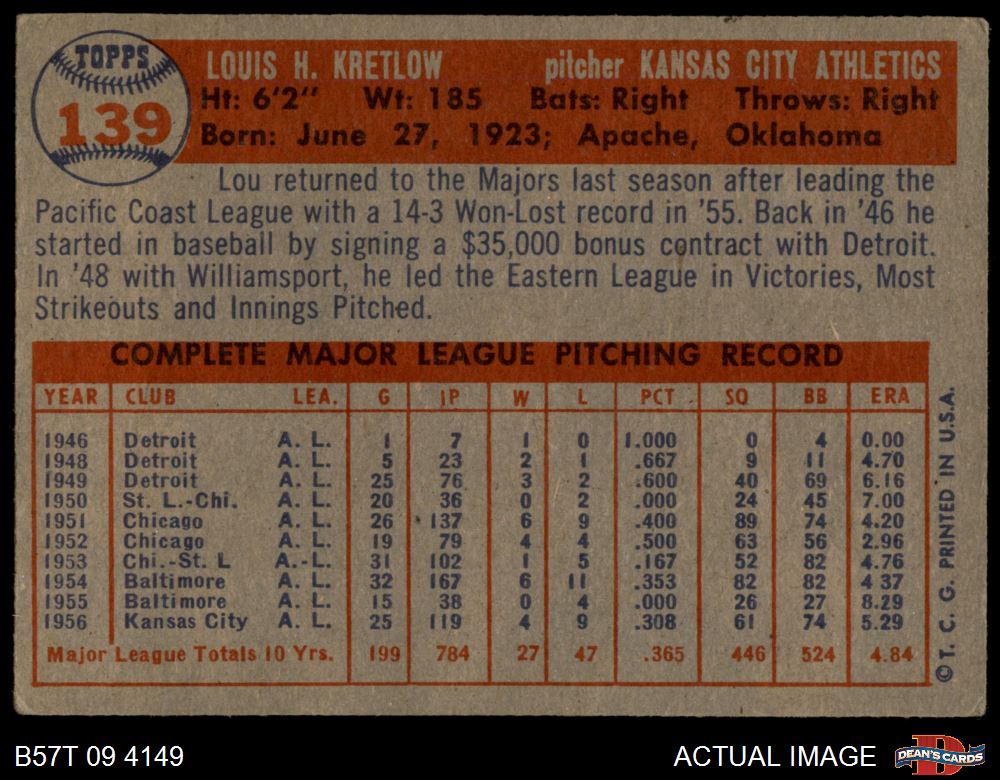 TOPPS
139
LOUIS H. KRETLOW pitcher KANSAS CITY ATHLETICS
Ht: 6'2" Wt: 185 Bats: Right Throws: Right
Born: June 27, 1923; Apache, Oklahoma
Lou returned to the Majors last season after leading the
Pacific Coast League with a 14-3 Won-Lost record in '55. Back in '46 he
started in baseball by signing a $35,000 bonus contract with Detroit.
In '48 with Williamsport, he led the Eastern League in Victories, Most
Strikeouts and Innings Pitched.
COMPLETE MAJOR LEAGUE PITCHING RECORD
YEAR CLUB LEA. G IP W L PCT SO BB ERA
1946 Detroit A. L. 1 7 1 0 1.000 0 4 0.00
1948 Detroit A. L. 5 23 2 1 .667 9 11 4.70
1949 Detroit A. L. 25 76 3 2 .600 40 69 6.16
1950 St. L.-Chi. A. L. 20 36 0 2 .000 24 45 7.00
1951 Chicago A. L. 26 137 6 9 .400 89 74 4.20
1952 Chicago A. L. 19 79 4 4 .500 63 56 2.96
1953 Chi.-St. L A.-L. 31 102 1 5 .167 52 82 4.76
1954 Baltimore A. L. 32 167 6 11 .353 82 82 4 37
1955 Baltimore A. L. 15 38 0 4 .000 26 27 8.29
1956 Kansas City A. L. 25 119 4 9 .308 61 74 5.29
Major League Totals 10 Yrs. 199 784 27 47 .365 446 524 4.84
© T. C. G. PRINTED IN U.S.A.
B57T 09 4149 ACTUAL IMAGE
DEAN'S CARDS